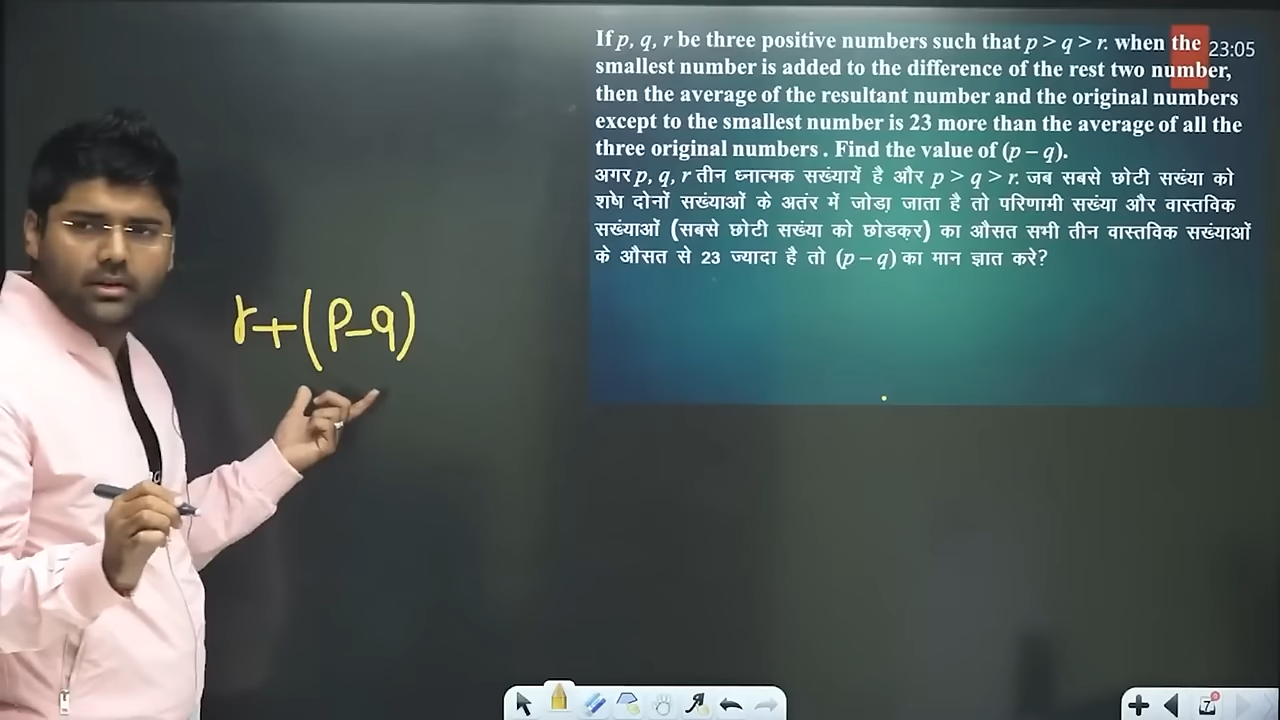 If p, q, r be three positive numbers such that p > q > r. when the
smallest number is added to the difference of the rest two number,
then the average of the resultant number and the original numbers
except to the smallest number is 23 more than the average of all the
three original numbers . Find the value of (p – q).
अगर p, q, r तीन ध्नात्मक सख्यायें है और p > q > r. जब सबसे छोटी सख्या को
शषे दोनों सख्याओं के अतंर में जोडा़ जाता है तो परिणामी सख्या और वास्तविक
सख्याओं (सबसे छोटी सख्या को छोडक़र) का औसत सभी तीन वास्तविक सख्याओं
के औसत से 23 ज्यादा है तो (p – q) का मान ज्ञात करे?
23:05
r+(p-q)
7